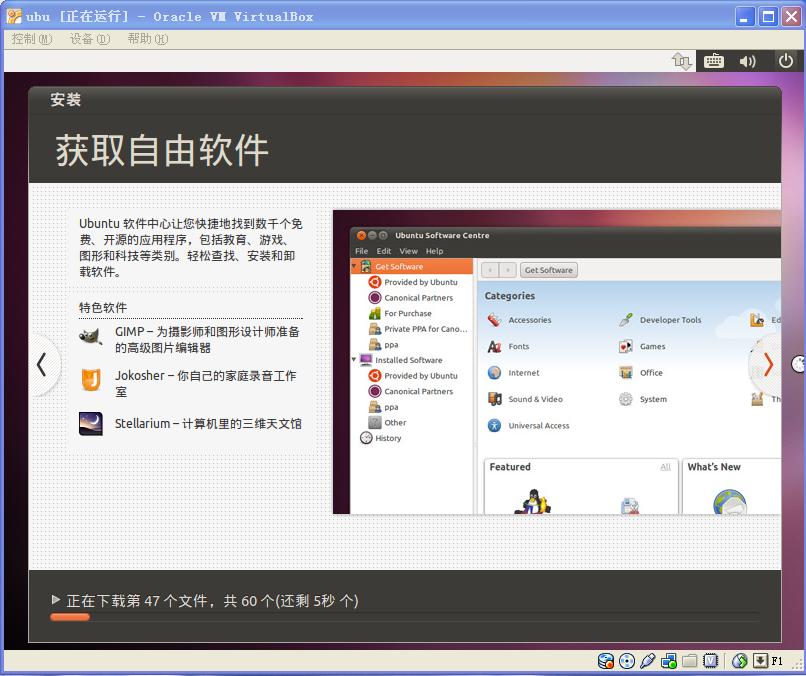 ubu [正在运行] - Oracle VM VirtualBox
控制(M) 设备(D) 帮助(H)
安装
获取自由软件
Ubuntu 软件中心让您快捷地找到数千个免
费、开源的应用程序，包括教育、游戏、
图形和科技等类别。轻松查找、安装和卸
载软件。
特色软件
GIMP – 为摄影师和图形设计师准备
的高级图片编辑器
Jokosher – 你自己的家庭录音工作
室
Stellarium – 计算机里的三维天文馆
Ubuntu Software Centre
File Edit View Help
Get Software
Provided by Ubuntu
Canonical Partners
For Purchase
Private PPA for Cano...
ppa
Installed Software
Provided by Ubuntu
Canonical Partners
ppa
Other
History
Get Software
Categories
Accessories Developer Tools Ed
Fonts Games
Internet Office
Sound & Video System Th
Universal Access
Featured All What's New
正在下载第 47 个文件，共 60 个(还剩 5秒 个)
F1